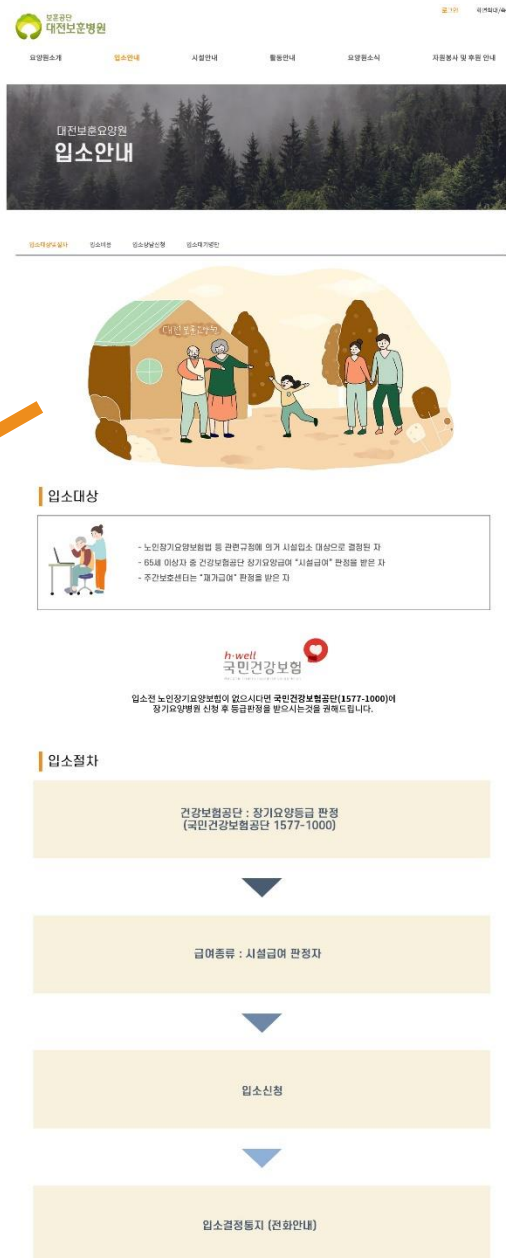 로그인
보훈공단
대전보훈병원
요양원소개 입소안내 시설안내 활동안내 요양원소식 자원봉사 및 후원 안내
대전보훈요양원
입소안내
입소대상및절차 입소비용 입소상담신청 입소대기명단
대전보훈요양원
입소대상
- 노인장기요양보험법 등 관련규정에 의거 시설입소 대상으로 결정된 자
- 65세 이상자 중 건강보험공단 장기요양급여 "시설급여" 판정을 받은 자
- 주간보호센터는 "재가급여" 판정을 받은 자
h-well
국민건강보험
입소전 노인장기요양보험이 없으시다면 국민건강보험공단(1577-1000)에
장기요양병원 신청 후 등급판정을 받으시는것을 권해드립니다.
입소절차
건강보험공단 : 장기요양등급 판정
(국민건강보험공단 1577-1000)
급여종류 : 시설급여 판정자
입소신청
입소결정통지 (전화안내)